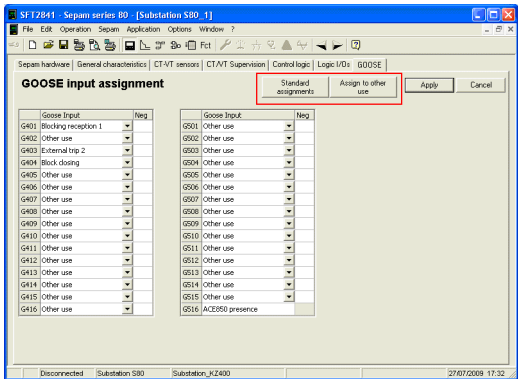 SFT2841 - Sepam series 80 - [Substation S80_1]
File Edit Operation Sepam Application Options Window ?
Fct
Sepam hardware General characteristics CT-VT sensors CT/VT Supervision Control logic Logic I/Os GOOSE
GOOSE input assignment
Standard assignments
Assign to other use
Apply
Cancel
Goose Input Neg Goose Input Neg
G401 Blocking reception 1 G501 Other use
G402 Other use G502 Other use
G403 External trip 2 G503 Other use
G404 Block closing G504 Other use
G405 Other use G505 Other use
G406 Other use G506 Other use
G407 Other use G507 Other use
G408 Other use G508 Other use
G409 Other use G509 Other use
G410 Other use G510 Other use
G411 Other use G511 Other use
G412 Other use G512 Other use
G413 Other use G513 Other use
G414 Other use G514 Other use
G415 Other use G515 Other use
G416 Other use G516 ACE850 presence
Disconnected Substation S80 Substation_KZ400 27/07/2009 17:32